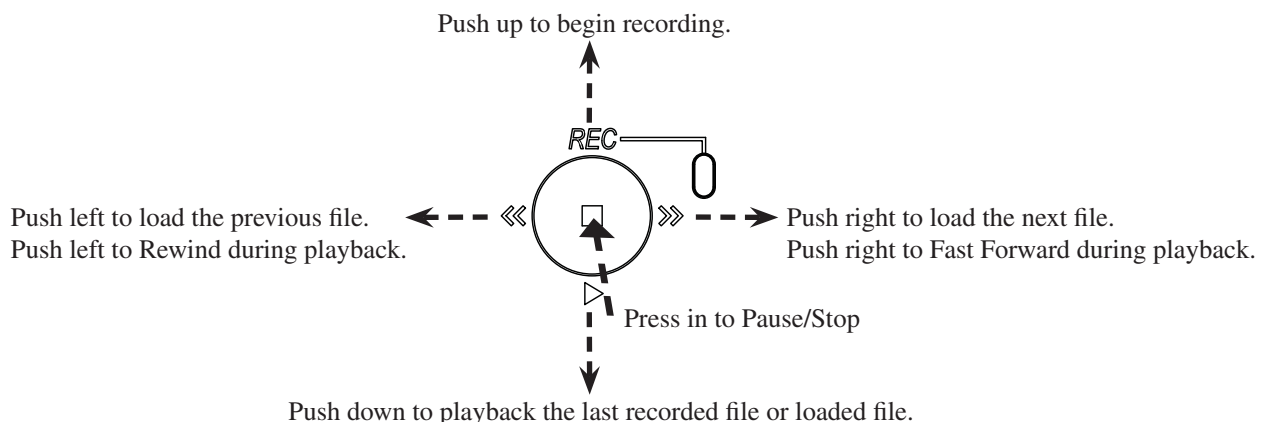 Push up to begin recording.
REC
Push left to load the previous file.
Push left to Rewind during playback.
Push right to load the next file.
Push right to Fast Forward during playback.
Press in to Pause/Stop
Push down to playback the last recorded file or loaded file.